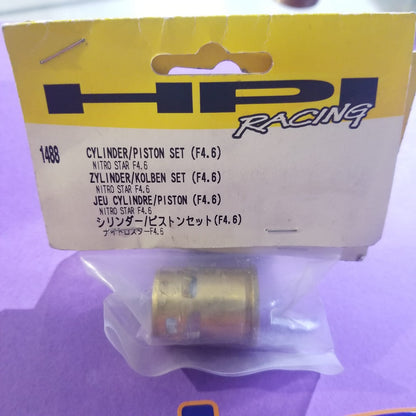 HPI
RACING
1488
CYLINDER/PISTON SET (F4.6)
NITRO STAR F4.6
ZYLINDER/KOLBEN SET (F4.6)
NITRO STAR F4.6
JEU CYLINDRE/PISTON (F4.6)
NITRO STAR F4.6
シリンダー/ピストンセット(F4.6)
ナイトロスターF4.6